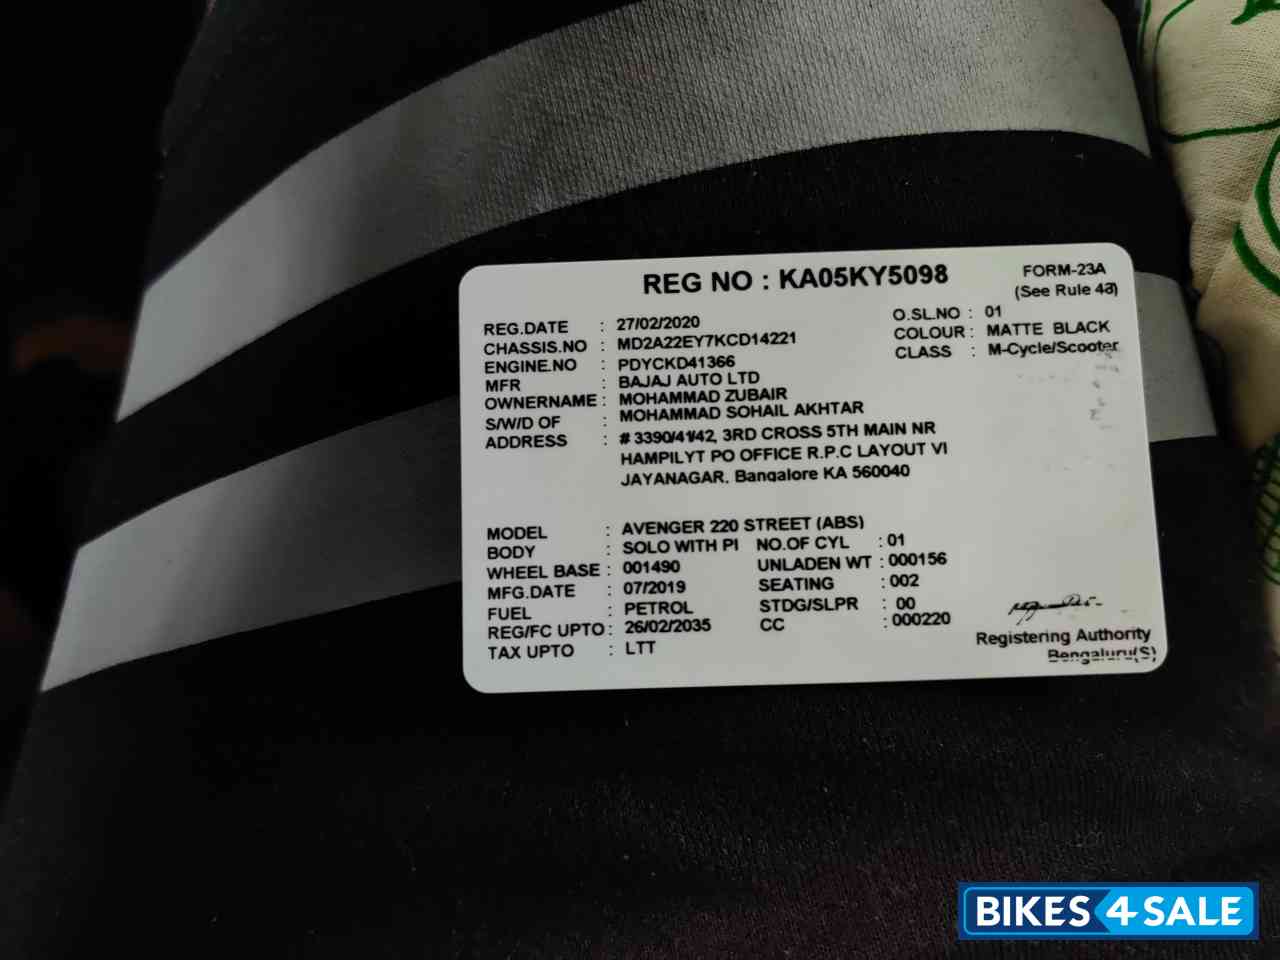 REG NO : KA05KY5098
FORM-23A
(See Rule 48)
REG.DATE : 27/02/2020
O.SL.NO : 01
CHASSIS.NO : MD2A22EY7KCD14221
COLOUR : MATTE BLACK
ENGINE.NO : PDYCKD41366
CLASS : M-Cycle/Scooter
MFR : BAJAJ AUTO LTD
OWNERNAME : MOHAMMAD ZUBAIR
S/W/D OF : MOHAMMAD SOHAIL AKHTAR
ADDRESS : # 3390/41/42, 3RD CROSS 5TH MAIN NR
HAMPILYT PO OFFICE R.P.C LAYOUT VI
JAYANAGAR, Bangalore KA 560040
MODEL : AVENGER 220 STREET (ABS)
BODY : SOLO WITH PI NO.OF CYL : 01
WHEEL BASE : 001490 UNLADEN WT : 000156
MFG.DATE : 07/2019 SEATING : 002
FUEL : PETROL STDG/SLPR : 00
REG/FC UPTO : 26/02/2035 CC : 000220
TAX UPTO : LTT
Registering Authority
Bengaluru(S)
BIKES4SALE